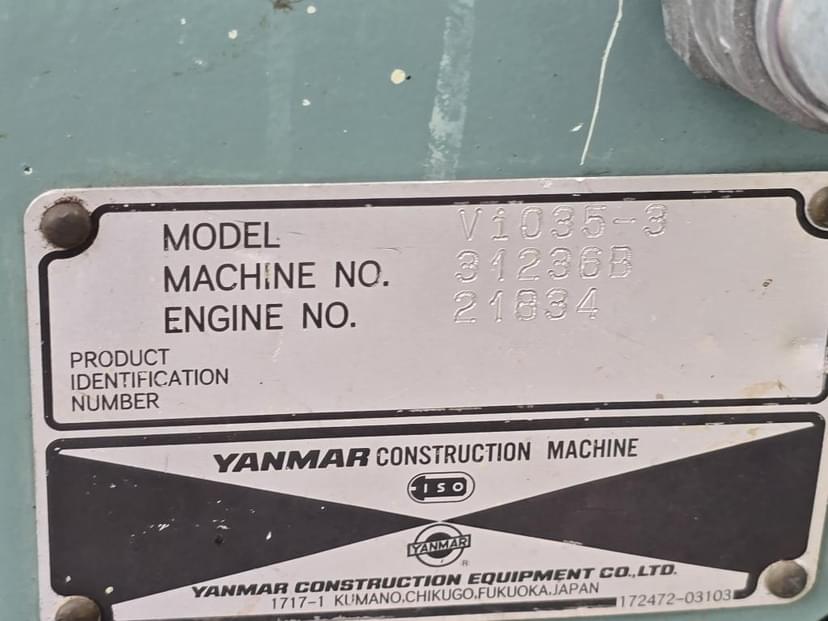 MODEL ViO35-3
MACHINE NO. 31236B
ENGINE NO. 21834
PRODUCT
IDENTIFICATION
NUMBER
YANMAR CONSTRUCTION MACHINE
ISO
YANMAR
R
YANMAR CONSTRUCTION EQUIPMENT CO.,LTD.
1717-1 KUMANO,CHIKUGO,FUKUOKA,JAPAN
172472-03103